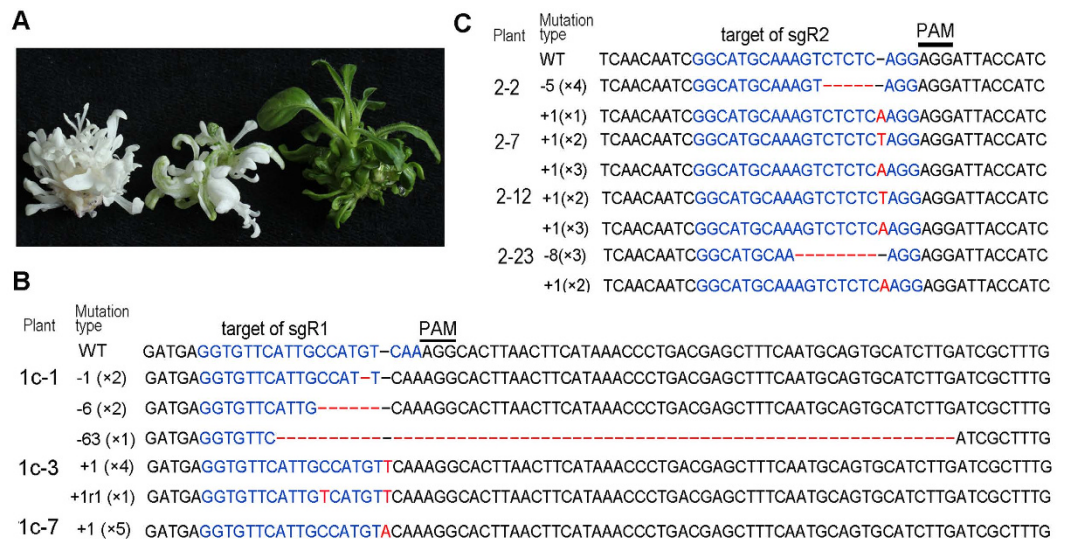 A
B
Plant
Mutation type
target of sgR1
PAM
WT GATGAGGTGTTCATTGCCATGT–CAAAGGCACTTAACTTCATAAACCCTGACGAGCTTTCAATGCAGTGCATCTTGATCGCTTTG
1c-1 -1 (×2) GATGAGGTGTTCATTGCCAT–T–CAAAGGCACTTAACTTCATAAACCCTGACGAGCTTTCAATGCAGTGCATCTTGATCGCTTTG
-6 (×2) GATGAGGTGTTCATTG–––––––CAAAGGCACTTAACTTCATAAACCCTGACGAGCTTTCAATGCAGTGCATCTTGATCGCTTTG
-63 (×1) GATGAGGTGTTC––––––––––––––––––––––––––––––––––––––––––––––––––––––––––––––––ATCGCTTTG
1c-3 +1 (×4) GATGAGGTGTTCATTGCCATGTTCAAAGGCACTTAACTTCATAAACCCTGACGAGCTTTCAATGCAGTGCATCTTGATCGCTTTG
+1r1 (×1) GATGAGGTGTTCATTGTCATGTTCAAAGGCACTTAACTTCATAAACCCTGACGAGCTTTCAATGCAGTGCATCTTGATCGCTTTG
1c-7 +1 (×5) GATGAGGTGTTCATTGCCATGTACAAAGGCACTTAACTTCATAAACCCTGACGAGCTTTCAATGCAGTGCATCTTGATCGCTTTG
C
Plant
Mutation type
target of sgR2
PAM
WT TCAACAATCGGCATGCAAAGTCTCTC–AGGAGGATTACCATC
2-2 -5 (×4) TCAACAATCGGCATGCAAAGT––––––AGGAGGATTACCATC
+1(×1) TCAACAATCGGCATGCAAAGTCTCTCAAGGAGGATTACCATC
2-7 +1(×2) TCAACAATCGGCATGCAAAGTCTCTCTAGGAGGATTACCATC
+1(×3) TCAACAATCGGCATGCAAAGTCTCTCAAGGAGGATTACCATC
2-12 +1(×2) TCAACAATCGGCATGCAAAGTCTCTCTAGGAGGATTACCATC
+1(×3) TCAACAATCGGCATGCAAAGTCTCTCAAGGAGGATTACCATC
2-23 -8(×3) TCAACAATCGGCATGCAA–––––––––AGGAGGATTACCATC
+1(×2) TCAACAATCGGCATGCAAAGTCTCTCAAGGAGGATTACCATC